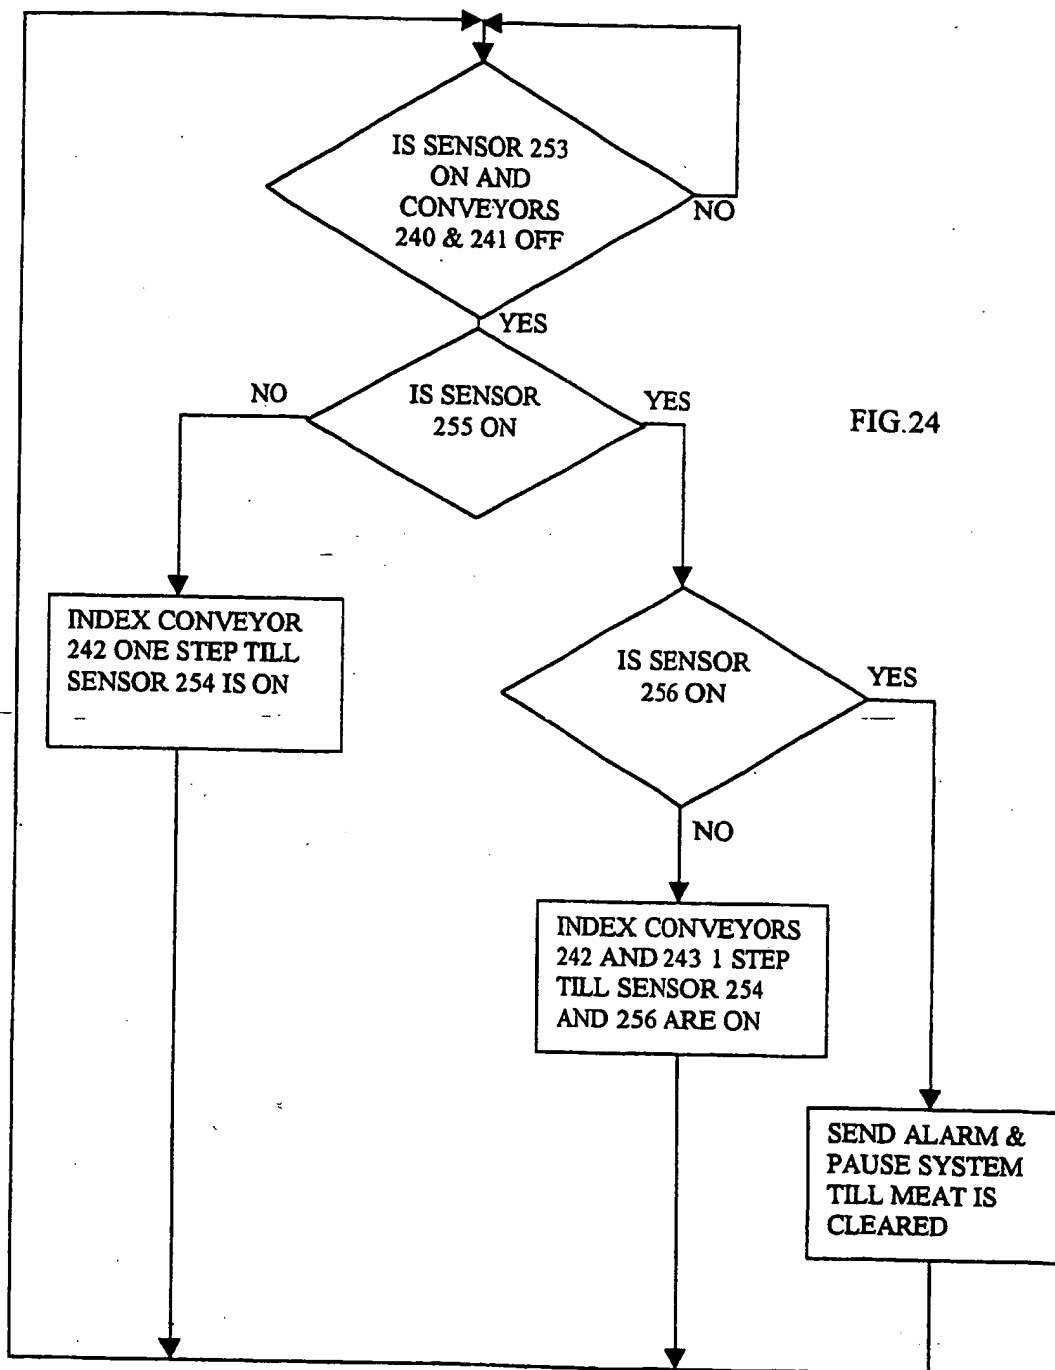 IS SENSOR 253
ON AND
CONVEYORS
240 & 241 OFF
NO
YES
NO
IS SENSOR
255 ON
YES
FIG.24
INDEX CONVEYOR
242 ONE STEP TILL
SENSOR 254 IS ON
IS SENSOR
256 ON
YES
NO
INDEX CONVEYORS
242 AND 243 1 STEP
TILL SENSOR 254
AND 256 ARE ON
SEND ALARM &
PAUSE SYSTEM
TILL MEAT IS
CLEARED